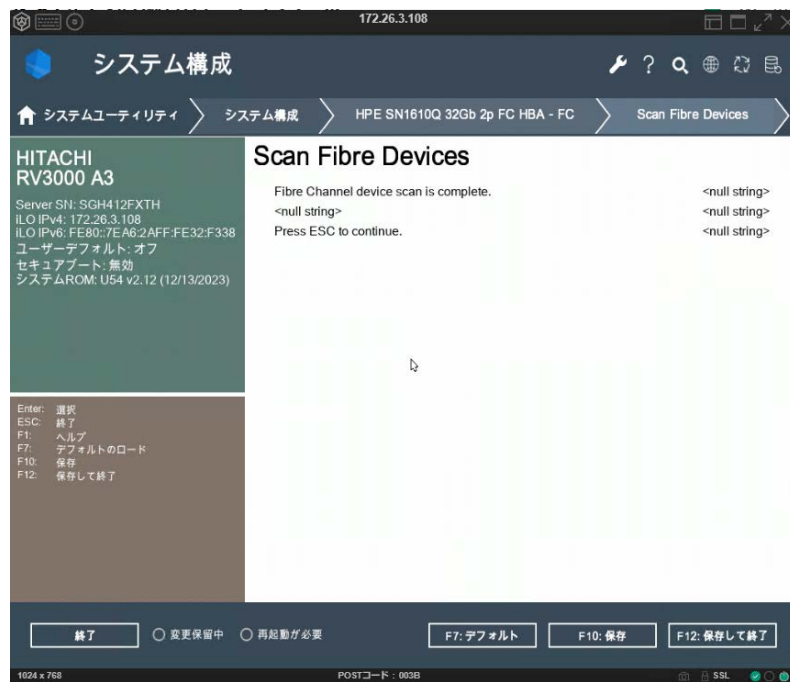 172.26.3.108
システム構成
システムユーティリティ
システム構成
HPE SN1610Q 32Gb 2p FC HBA - FC
Scan Fibre Devices
HITACHI
RV3000 A3
Server SN: SGH412FXTH
iLO IPv4: 172.26.3.108
iLO IPv6: FE80::7EA6:2AFF:FE32:F338
ユーザーデフォルト: オフ
セキュアブート: 無効
システムROM: U54 v2.12 (12/13/2023)
Scan Fibre Devices
Fibre Channel device scan is complete. <null string>
<null string> <null string>
Press ESC to continue. <null string>
Enter: 選択
ESC: 終了
F1: ヘルプ
F7: デフォルトのロード
F10: 保存
F12: 保存して終了
終了
変更保留中
再起動が必要
F7: デフォルト
F10: 保存
F12: 保存して終了
1024 x 768
POSTコード : 003B
SSL